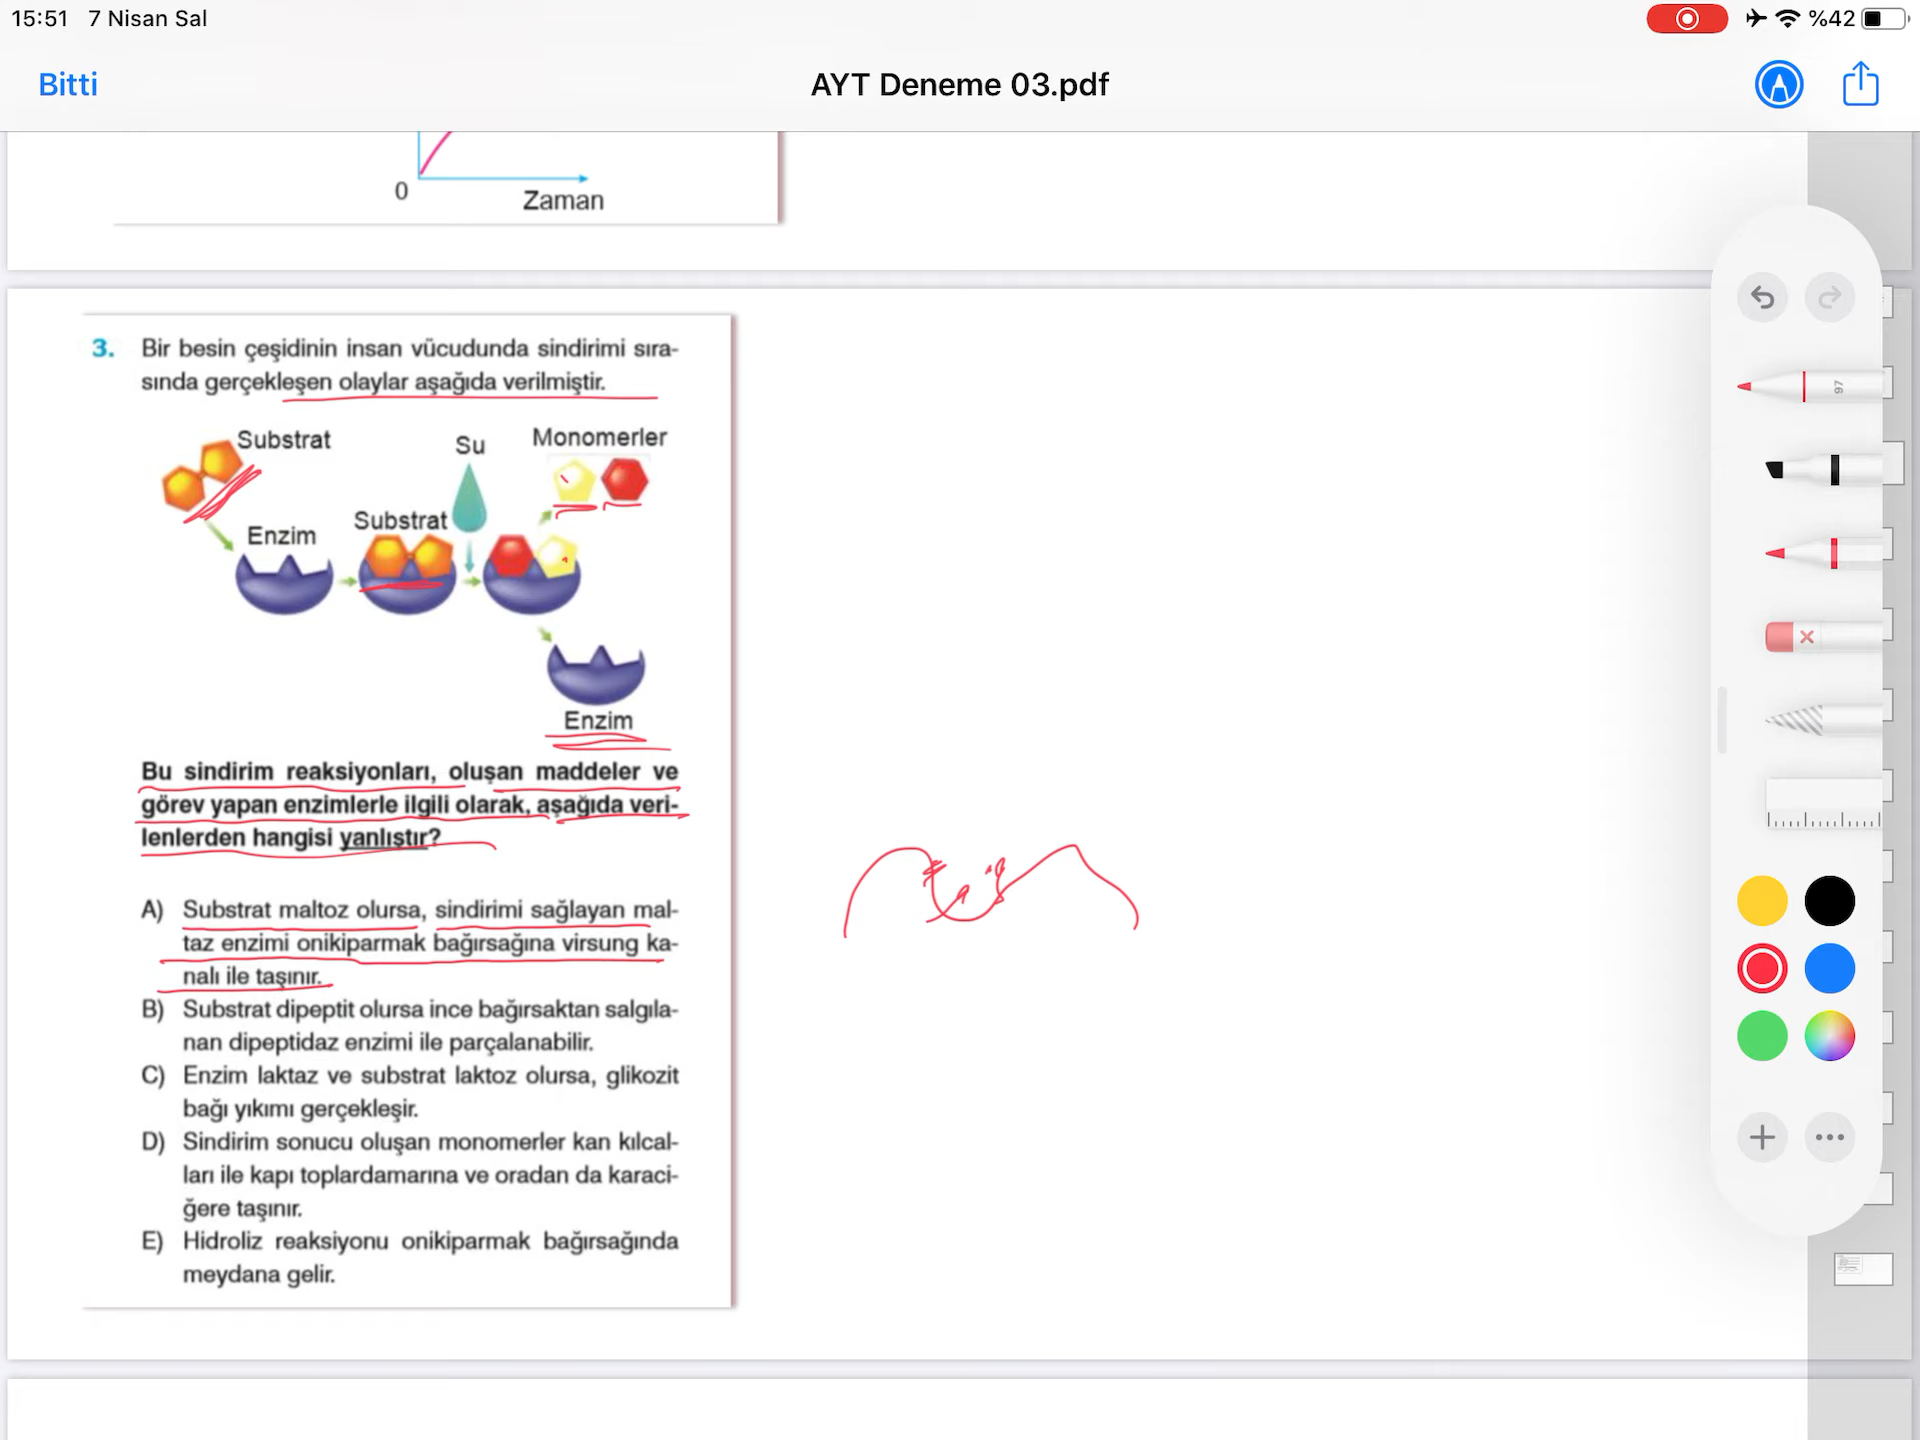 15:51 7 Nisan Sal
%42
Bitti
AYT Deneme 03.pdf
0
Zaman
3. Bir besin çeşidinin insan vücudunda sindirimi sıra-
sında gerçekleşen olaylar aşağıda verilmiştir.
Substrat
Su
Monomerler
Enzim
Substrat
Enzim
Bu sindirim reaksiyonları, oluşan maddeler ve
görev yapan enzimlerle ilgili olarak, aşağıda veri-
lenlerden hangisi yanlıştır?
A) Substrat maltoz olursa, sindirimi sağlayan mal-
taz enzimi onikiparmak bağırsağına virsung ka-
nalı ile taşınır.
B) Substrat dipeptit olursa ince bağırsaktan salgıla-
nan dipeptidaz enzimi ile parçalanabilir.
C) Enzim laktaz ve substrat laktoz olursa, glikozit
bağı yıkımı gerçekleşir.
D) Sindirim sonucu oluşan monomerler kan kılcal-
ları ile kapı toplardamarına ve oradan da karaci-
ğere taşınır.
E) Hidroliz reaksiyonu onikiparmak bağırsağında
meydana gelir.
97